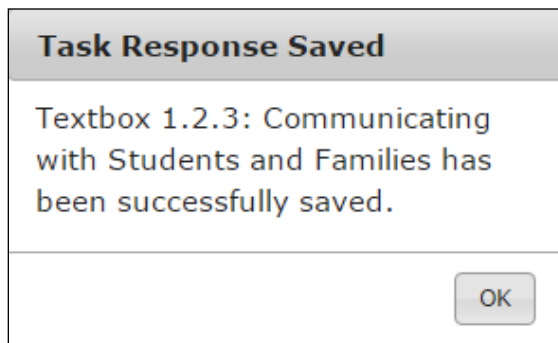 Task Response Saved
Textbox 1.2.3: Communicating
with Students and Families has
been successfully saved.
OK